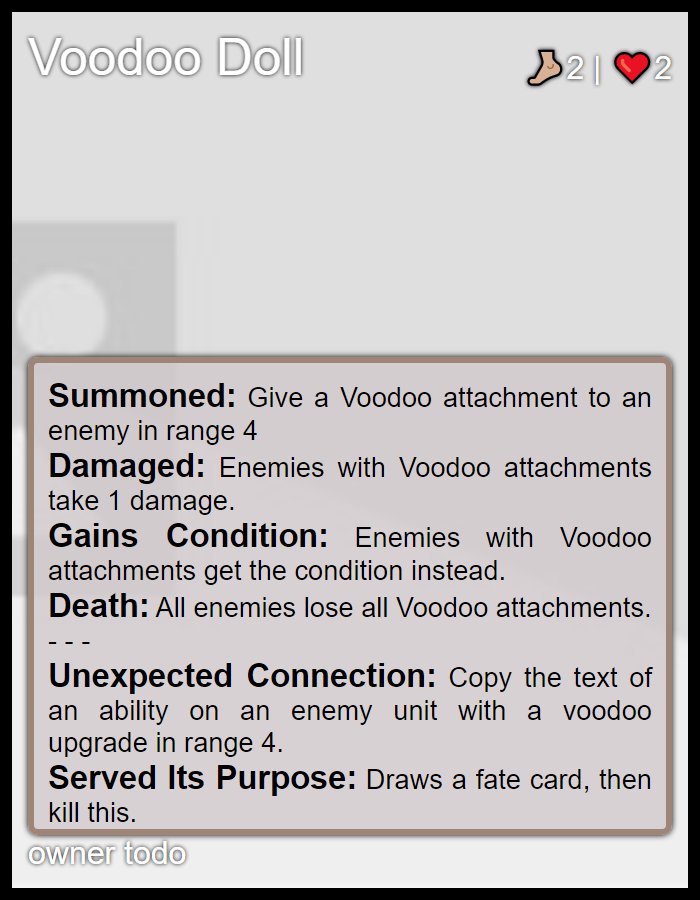 Voodoo Doll
2 | 2
Summoned: Give a Voodoo attachment to an
enemy in range 4
Damaged: Enemies with Voodoo attachments
take 1 damage.
Gains Condition: Enemies with Voodoo
attachments get the condition instead.
Death: All enemies lose all Voodoo attachments.
- - -
Unexpected Connection: Copy the text of
an ability on an enemy unit with a voodoo
upgrade in range 4.
Served Its Purpose: Draws a fate card, then
kill this.
owner todo